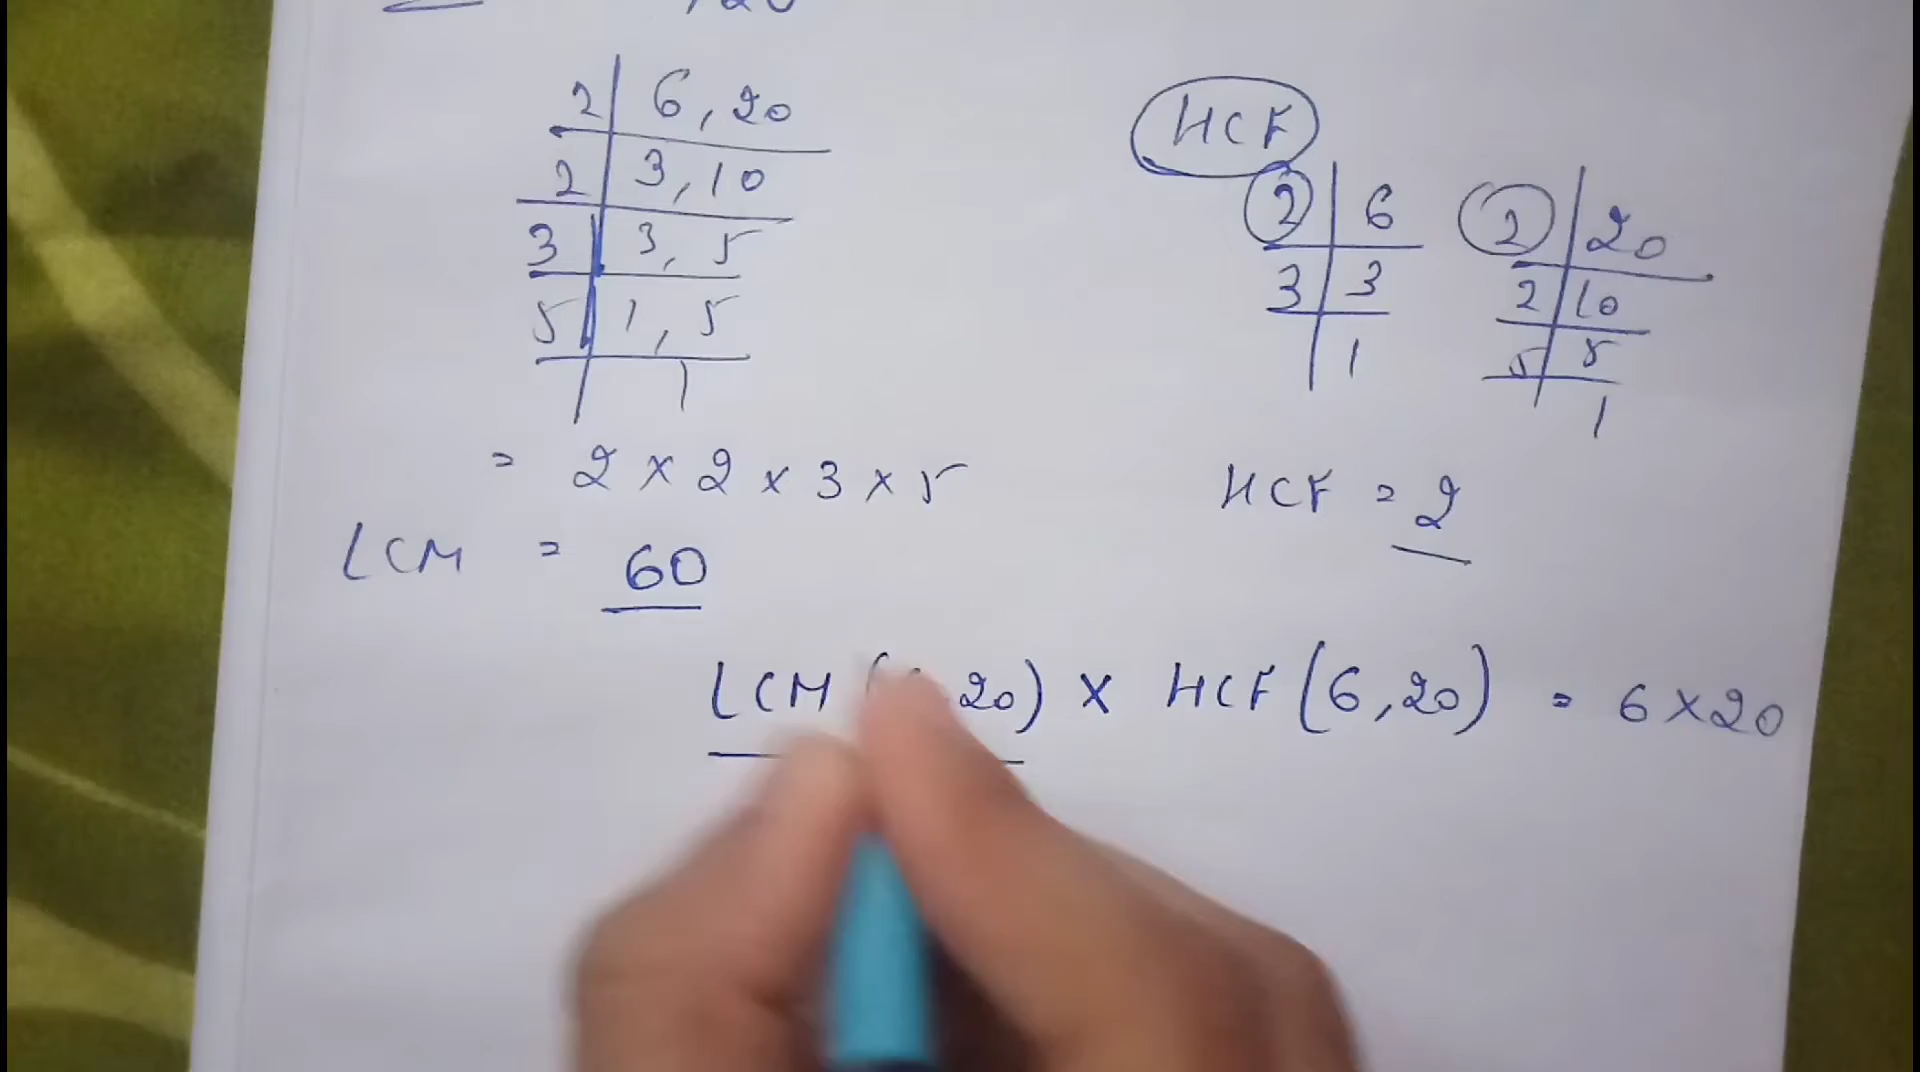 2 | 6, 20
2 | 3, 10
3 | 3, 5
5 | 1, 5
1
= 2 × 2 × 3 × 5
LCM = 60
HCF
2 | 6
3 | 3
1
2 | 20
2 | 10
5 | 5
1
HCF = 2
LCM ( , 20) × HCF (6, 20) = 6 × 20